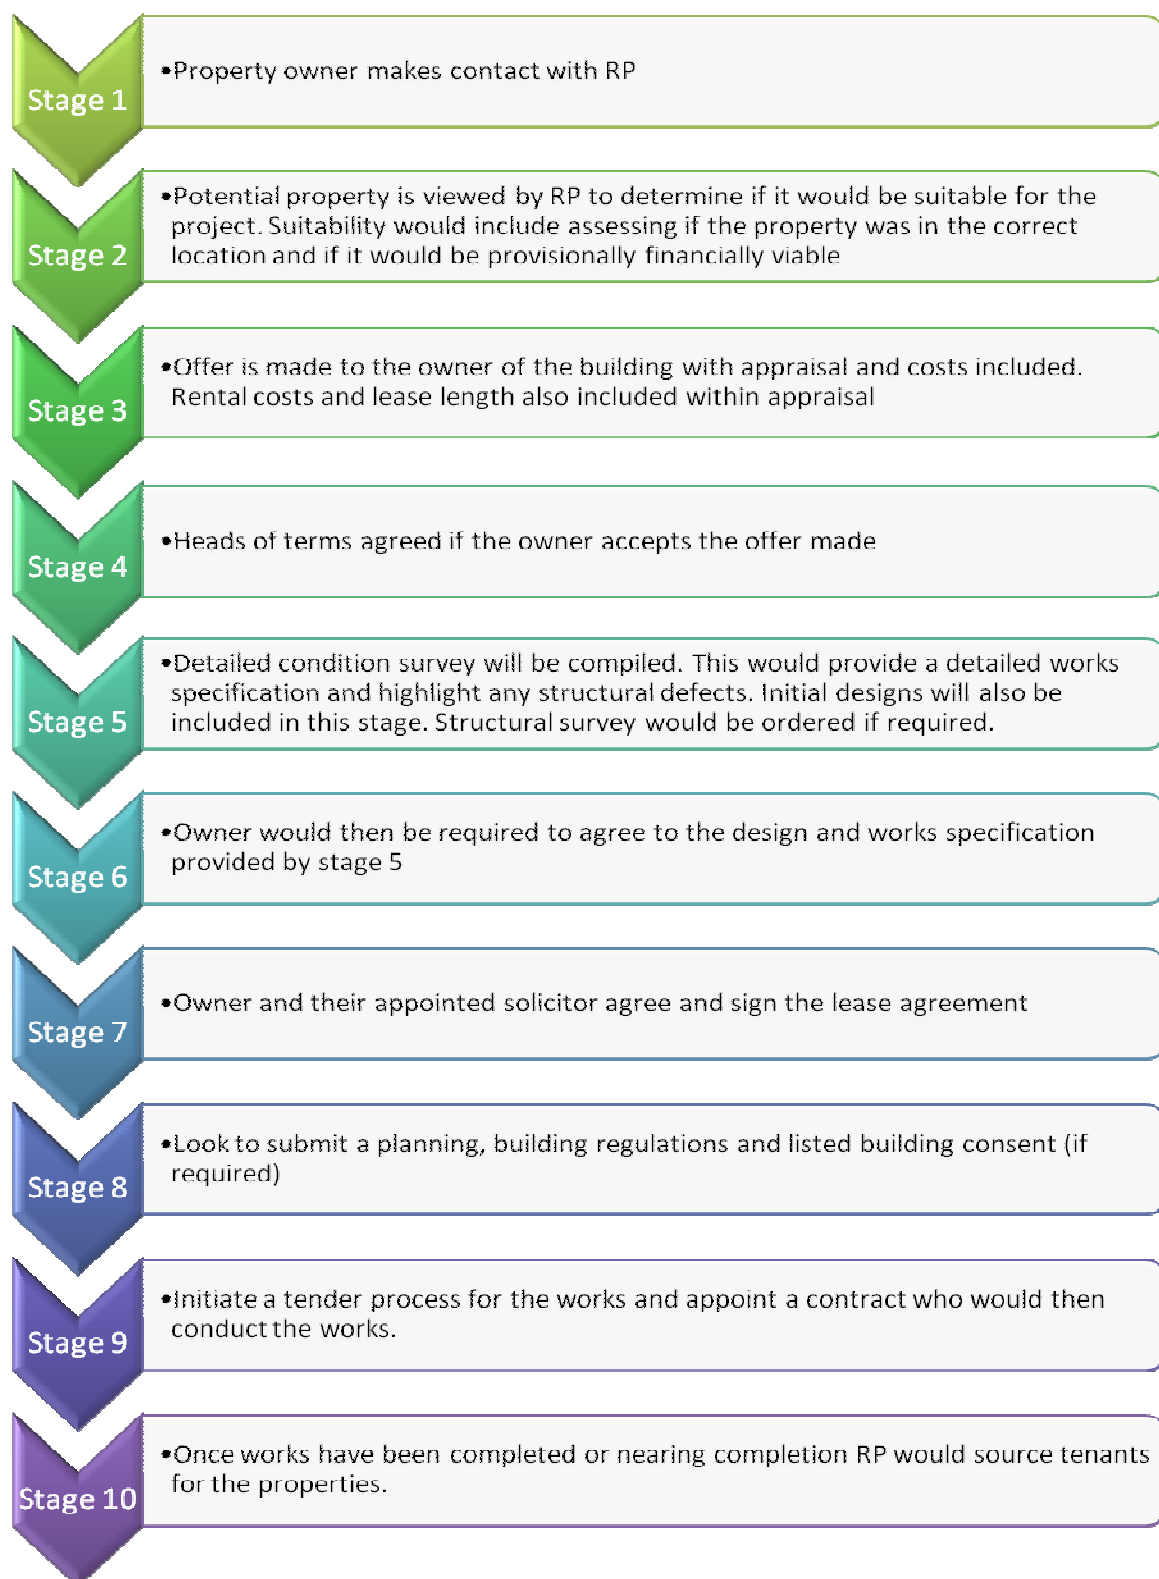 Stage 1
•Property owner makes contact with RP
Stage 2
•Potential property is viewed by RP to determine if it would be suitable for the
project. Suitability would include assessing if the property was in the correct
location and if it would be provisionally financially viable
Stage 3
•Offer is made to the owner of the building with appraisal and costs included.
Rental costs and lease length also included within appraisal
Stage 4
•Heads of terms agreed if the owner accepts the offer made
Stage 5
•Detailed condition survey will be compiled. This would provide a detailed works
specification and highlight any structural defects. Initial designs will also be
included in this stage. Structural survey would be ordered if required.
Stage 6
•Owner would then be required to agree to the design and works specification
provided by stage 5
Stage 7
•Owner and their appointed solicitor agree and sign the lease agreement
Stage 8
•Look to submit a planning, building regulations and listed building consent (if
required)
Stage 9
•Initiate a tender process for the works and appoint a contract who would then
conduct the works.
Stage 10
•Once works have been completed or nearing completion RP would source tenants
for the properties.